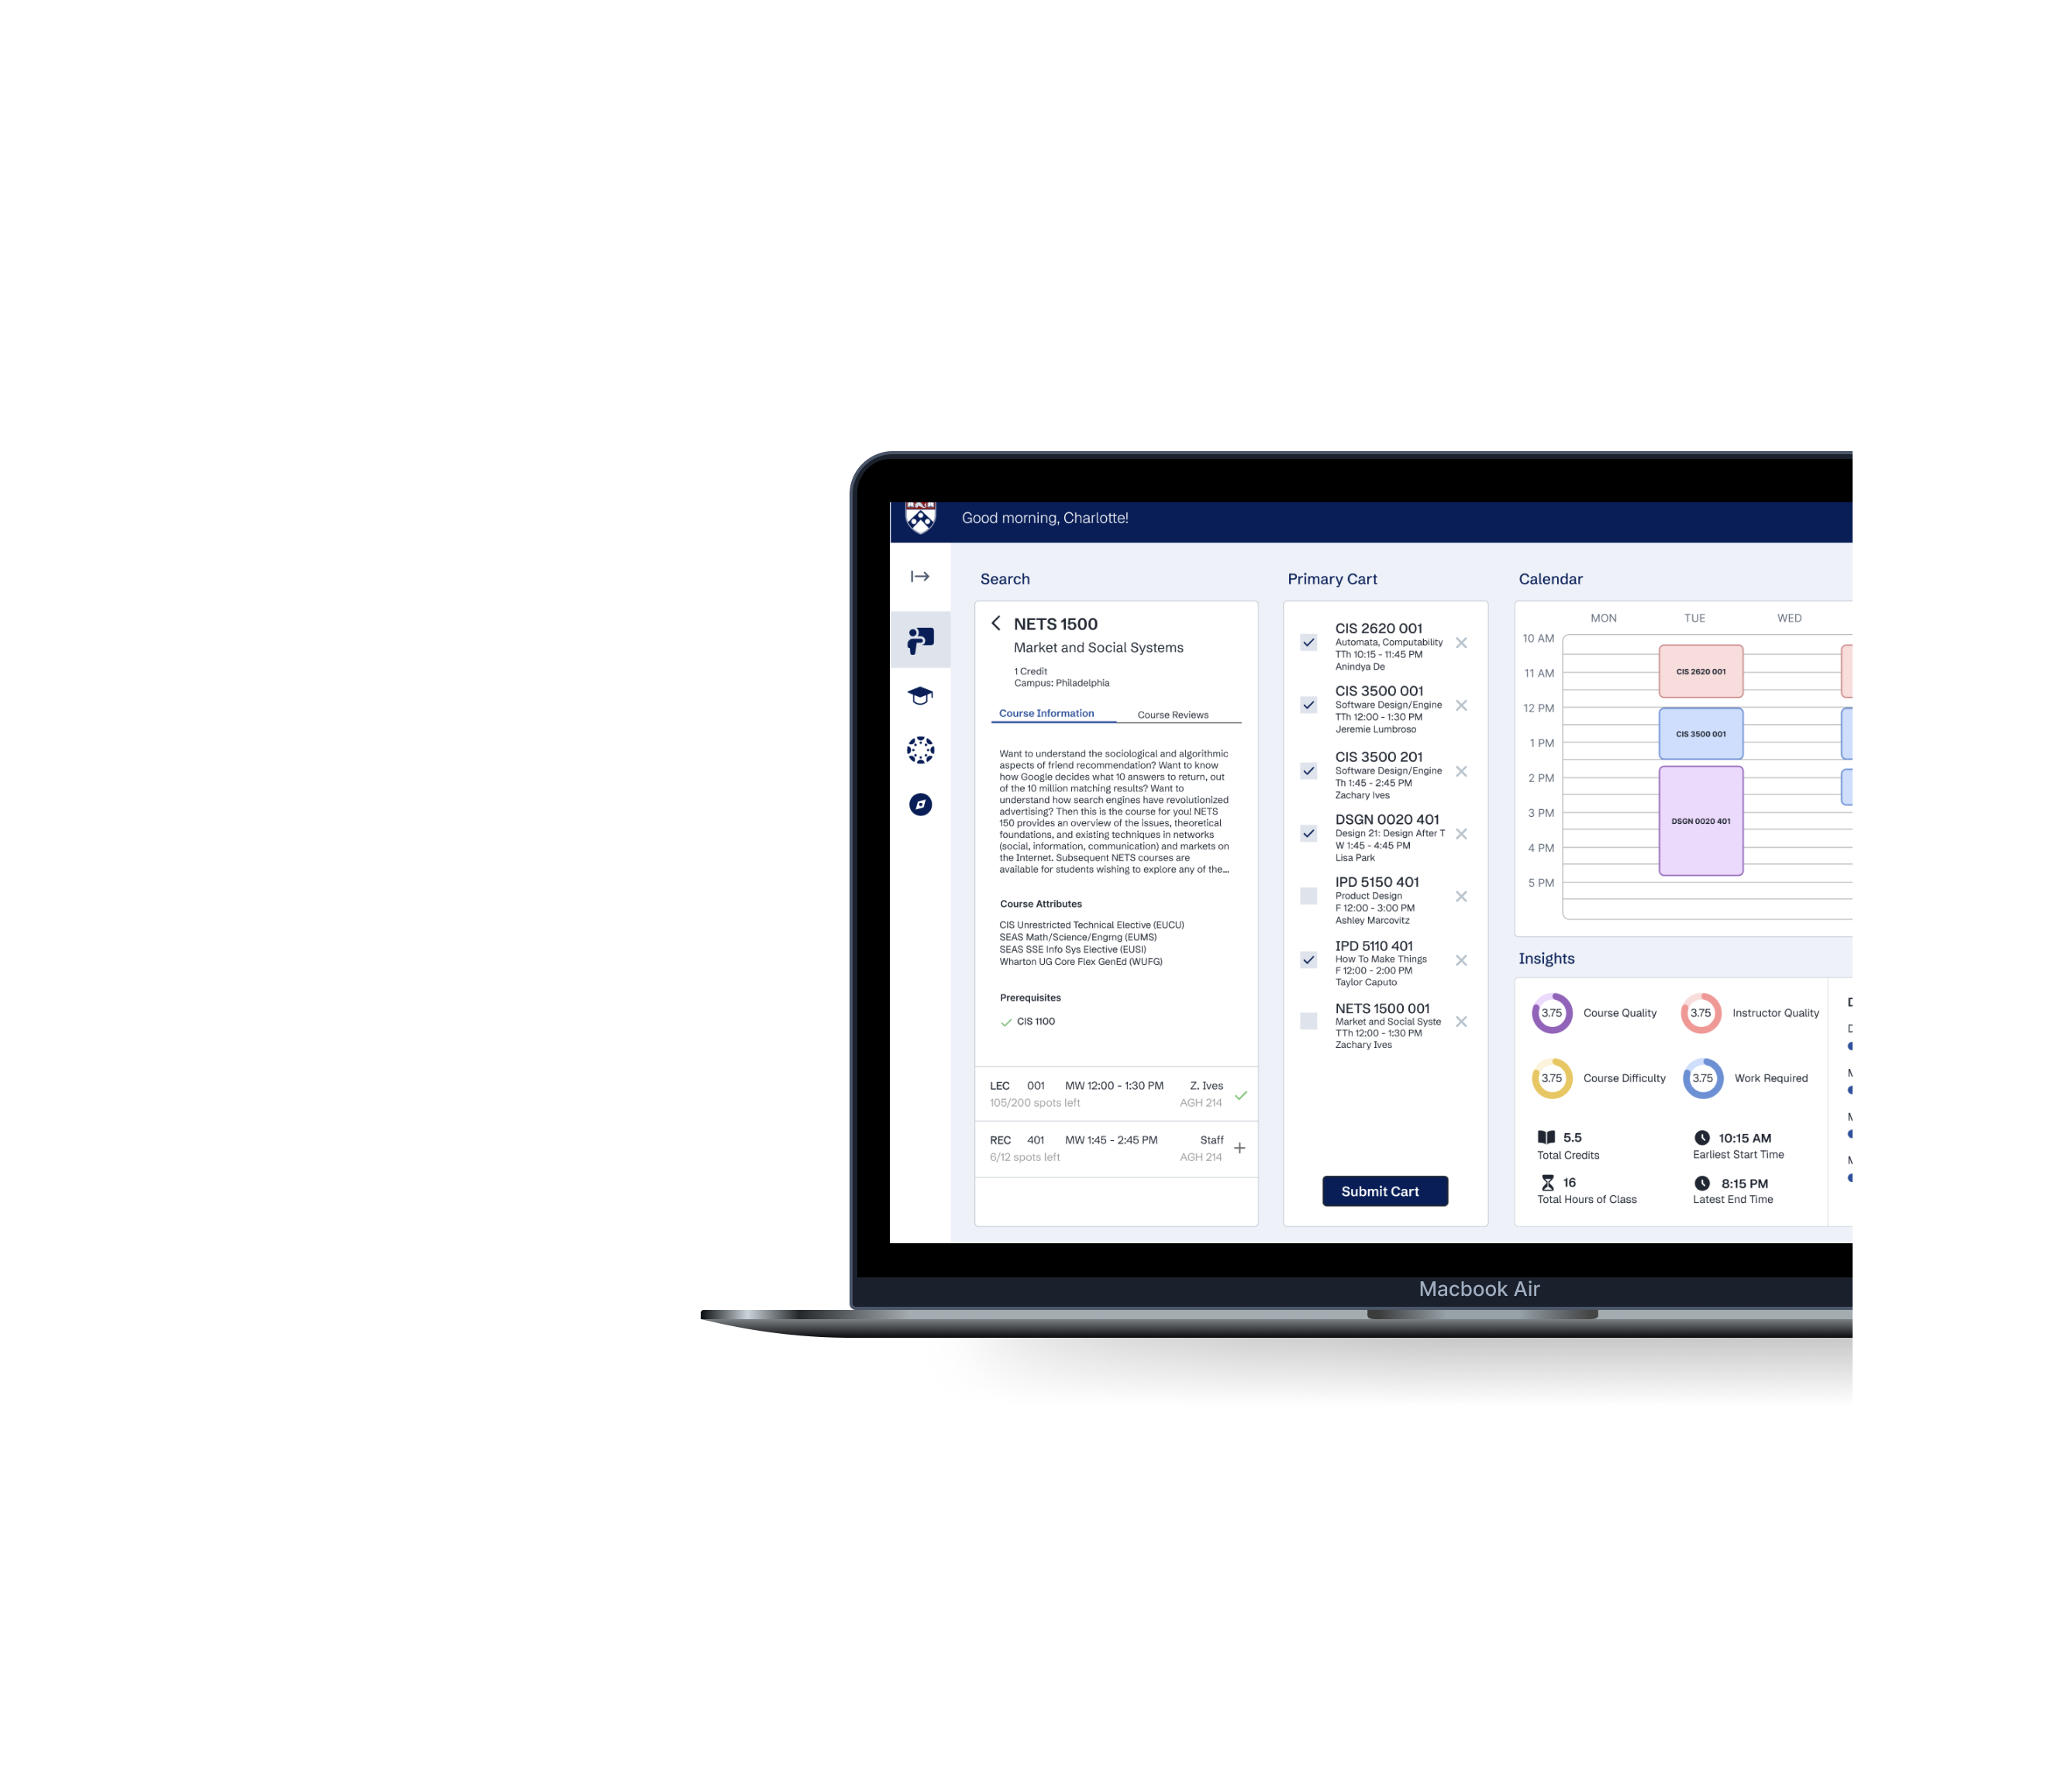 Good morning, Charlotte!
Search
NETS 1500
Market and Social Systems
1 Credit
Campus: Philadelphia
Course Information
Course Reviews
Want to understand the sociological and algorithmic
aspects of friend recommendation? Want to know
how Google decides what 10 answers to return, out
of the 10 million matching results? Want to
understand how search engines have revolutionized
advertising? Then this is the course for you! NETS
150 provides an overview of the issues, theoretical
foundations, and existing techniques in networks
(social, information, communication) and markets on
the Internet. Subsequent NETS courses are
available for students wishing to explore any of the...
Course Attributes
CIS Unrestricted Technical Elective (EUCU)
SEAS Math/Science/Engrng (EUMS)
SEAS SSE Info Sys Elective (EUSI)
Wharton UG Core Flex GenEd (WUFG)
Prerequisites
CIS 1100
LEC 001 MW 12:00 - 1:30 PM Z. Ives
105/200 spots left AGH 214
REC 401 MW 1:45 - 2:45 PM Staff
6/12 spots left AGH 214
Primary Cart
CIS 2620 001
Automata, Computability
TTh 10:15 - 11:45 PM
Anindya De
CIS 3500 001
Software Design/Engine
TTh 12:00 - 1:30 PM
Jeremie Lumbroso
CIS 3500 201
Software Design/Engine
Th 1:45 - 2:45 PM
Zachary Ives
DSGN 0020 401
Design 21: Design After T
W 1:45 - 4:45 PM
Lisa Park
IPD 5150 401
Product Design
F 12:00 - 3:00 PM
Ashley Marcovitz
IPD 5110 401
How To Make Things
F 12:00 - 2:00 PM
Taylor Caputo
NETS 1500 001
Market and Social Syste
TTh 12:00 - 1:30 PM
Zachary Ives
Submit Cart
Calendar
MON TUE WED
10 AM
11 AM
12 PM
1 PM
2 PM
3 PM
4 PM
5 PM
CIS 2620 001
CIS 3500 001
DSGN 0020 401
Insights
3.75 Course Quality
3.75 Instructor Quality
3.75 Course Difficulty
3.75 Work Required
5.5
Total Credits
10:15 AM
Earliest Start Time
16
Total Hours of Class
8:15 PM
Latest End Time
Macbook Air